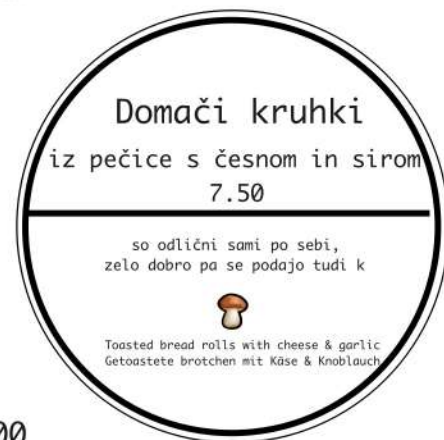 Domači kruhki
iz pečice s česnom in sirom
7.50
so odlični sami po sebi,
zelo dobro pa se podajo tudi k
Toasted bread rolls with cheese & garlic
Getoastete brotchen mit Käse & Knoblauch
00